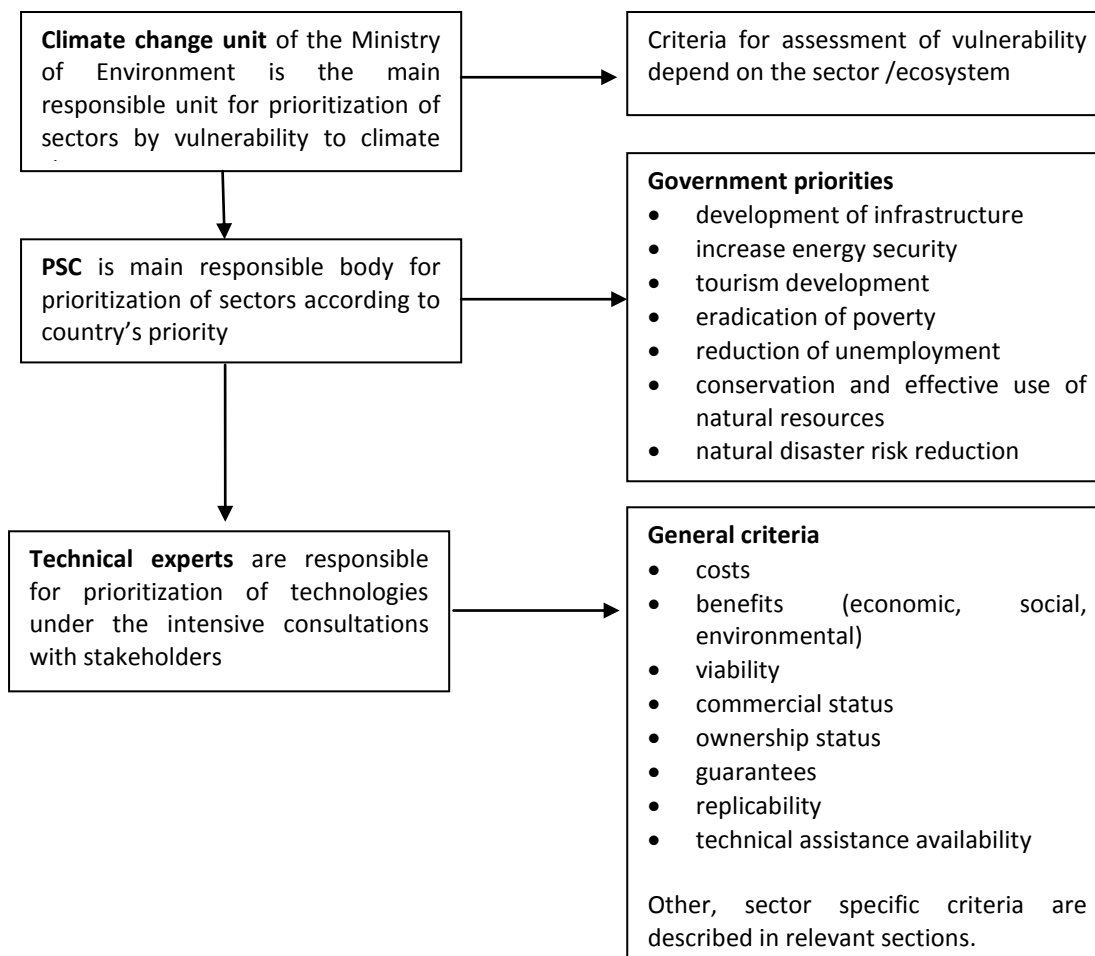 Climate change unit of the Ministry
of Environment is the main
responsible unit for prioritization of
sectors by vulnerability to climate
Criteria for assessment of vulnerability
depend on the sector /ecosystem
PSC is main responsible body for
prioritization of sectors according to
country’s priority
Government priorities
• development of infrastructure
• increase energy security
• tourism development
• eradication of poverty
• reduction of unemployment
• conservation and effective use of
natural resources
• natural disaster risk reduction
Technical experts are responsible
for prioritization of technologies
under the intensive consultations
with stakeholders
General criteria
• costs
• benefits (economic, social,
environmental)
• viability
• commercial status
• ownership status
• guarantees
• replicability
• technical assistance availability
Other, sector specific criteria are
described in relevant sections.